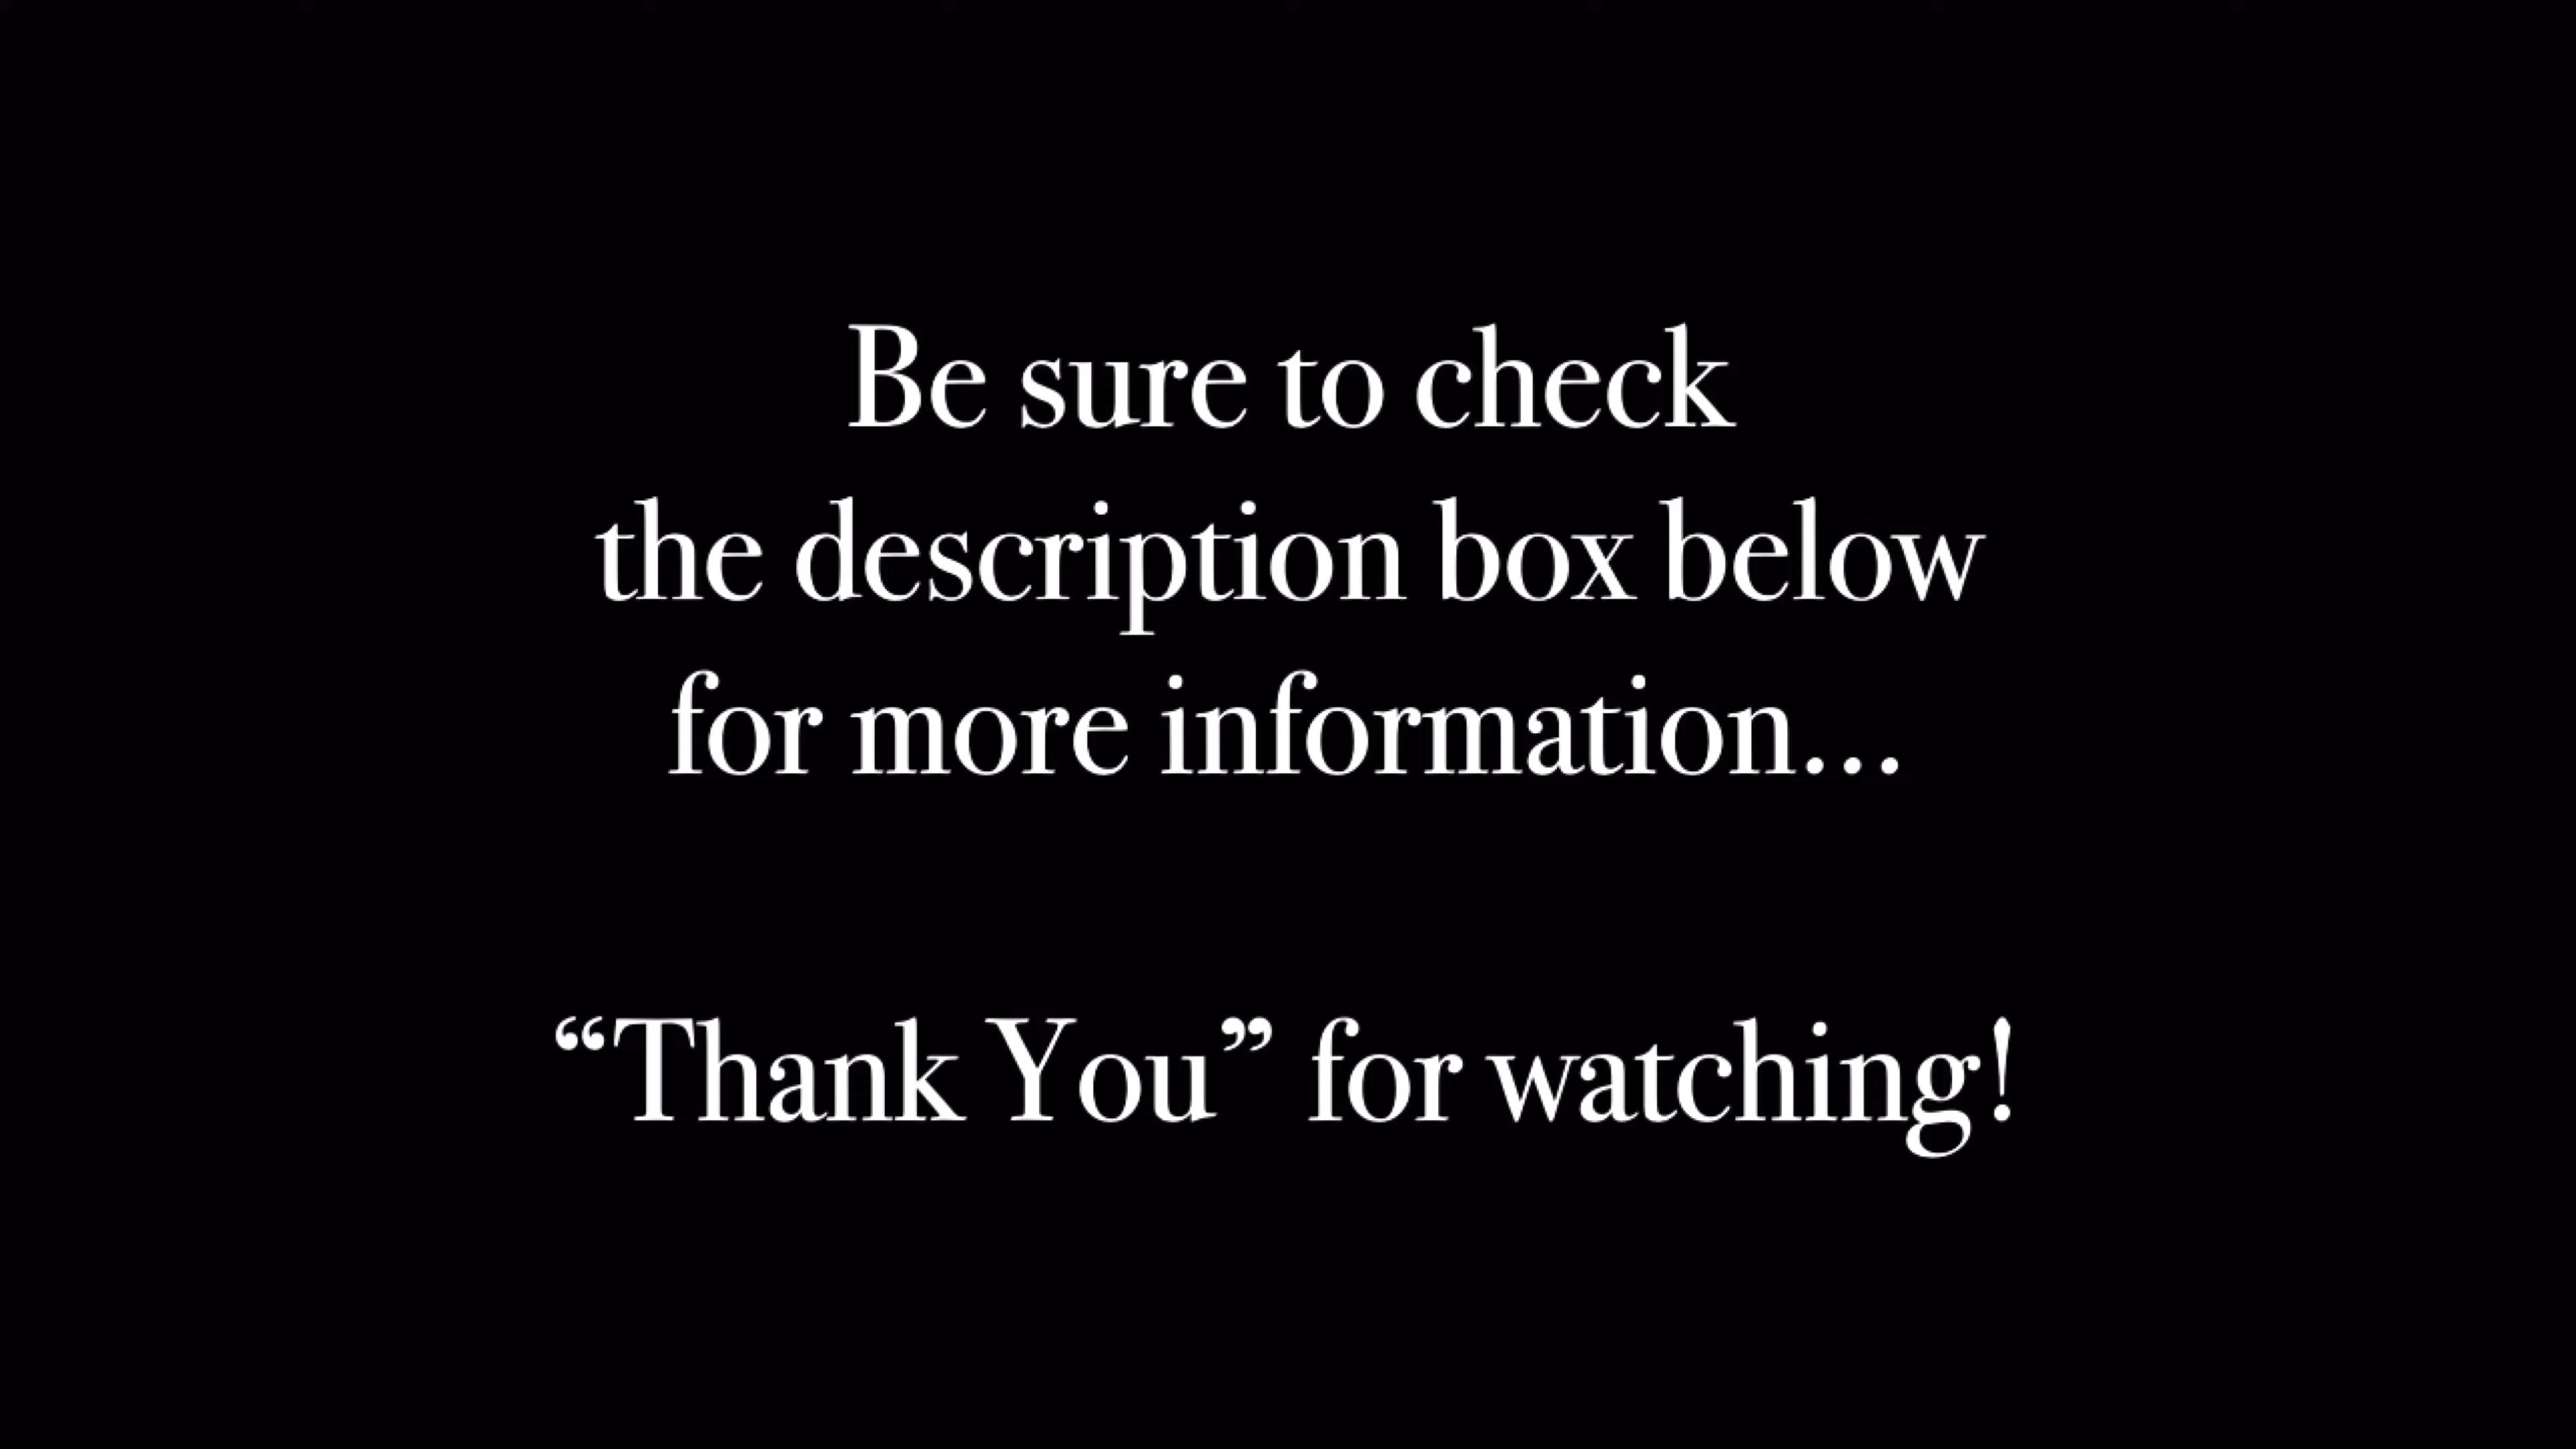 Be sure to check
the description box below
for more information...
“Thank You” for watching!